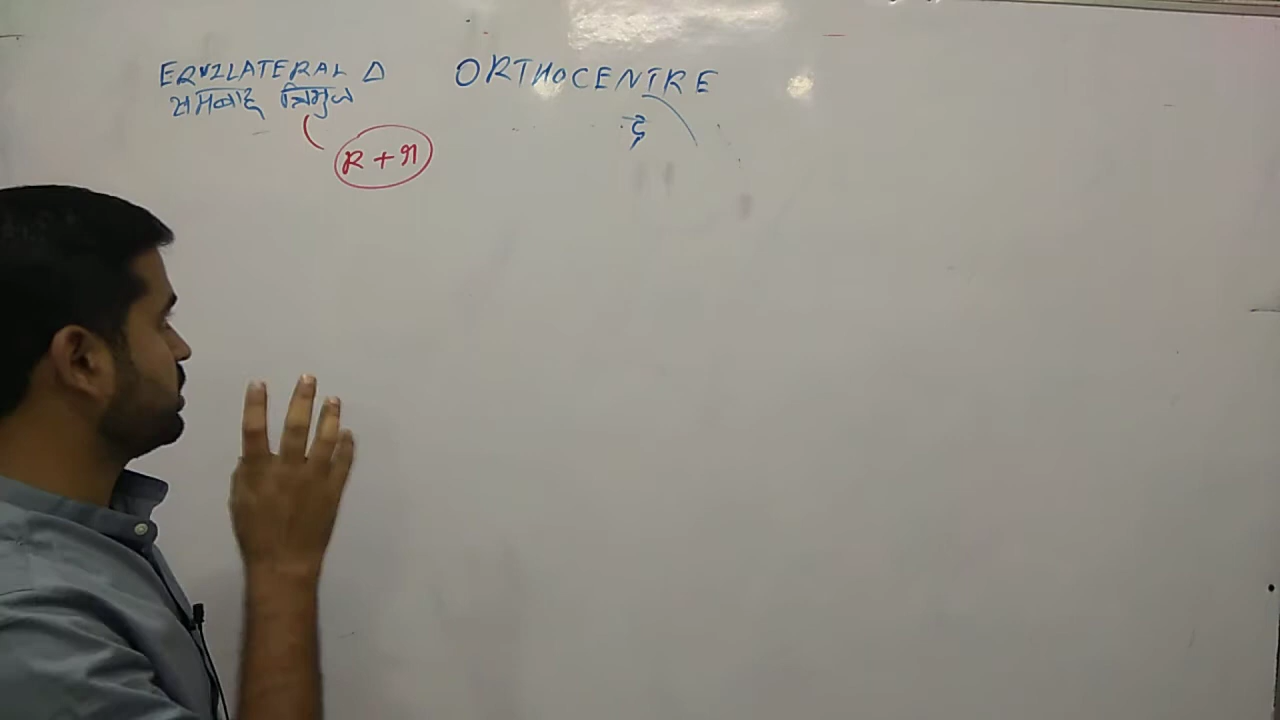 EQUILATERAL Δ ORTHOCENTRE
समबाहु त्रिभुज
R + r